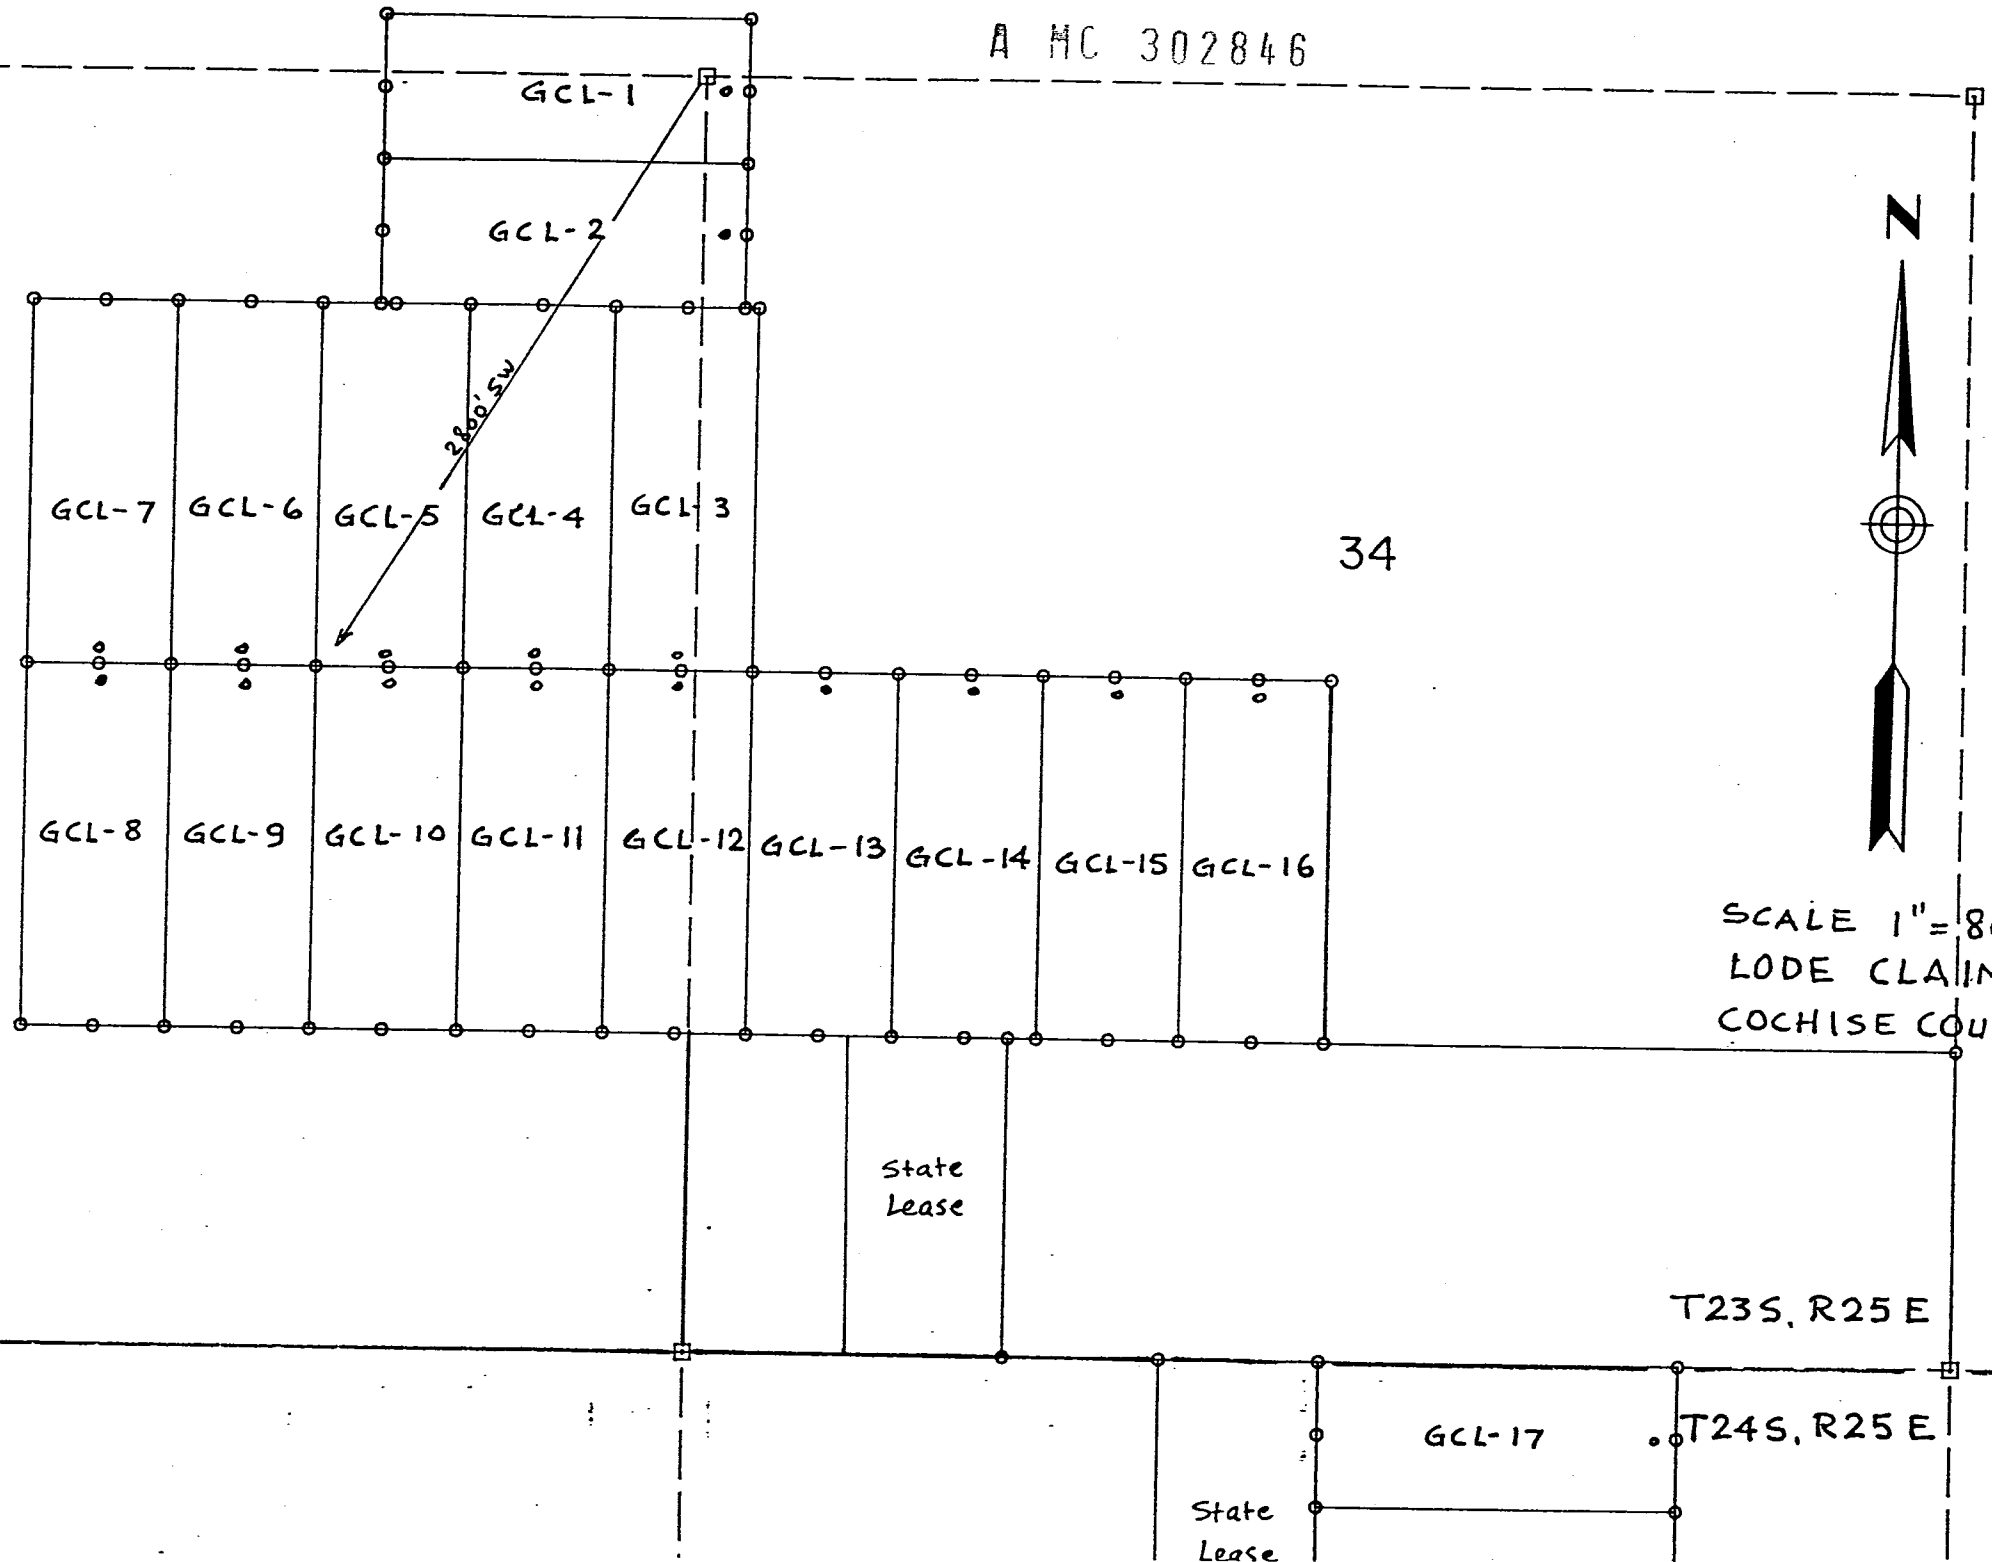 A MC 302846
GCL-1
N
GCL-2
2800' SW
GCL-7 GCL-6 GCL-5 GCL-4 GCL-3
34
GCL-8 GCL-9 GCL-10 GCL-11 GCL-12 GCL-13 GCL-14 GCL-15 GCL-16
SCALE 1"=
LODE
COCHISE
State
Lease
T23S, R25E
GCL-17
T24S, R25E
State
Lease